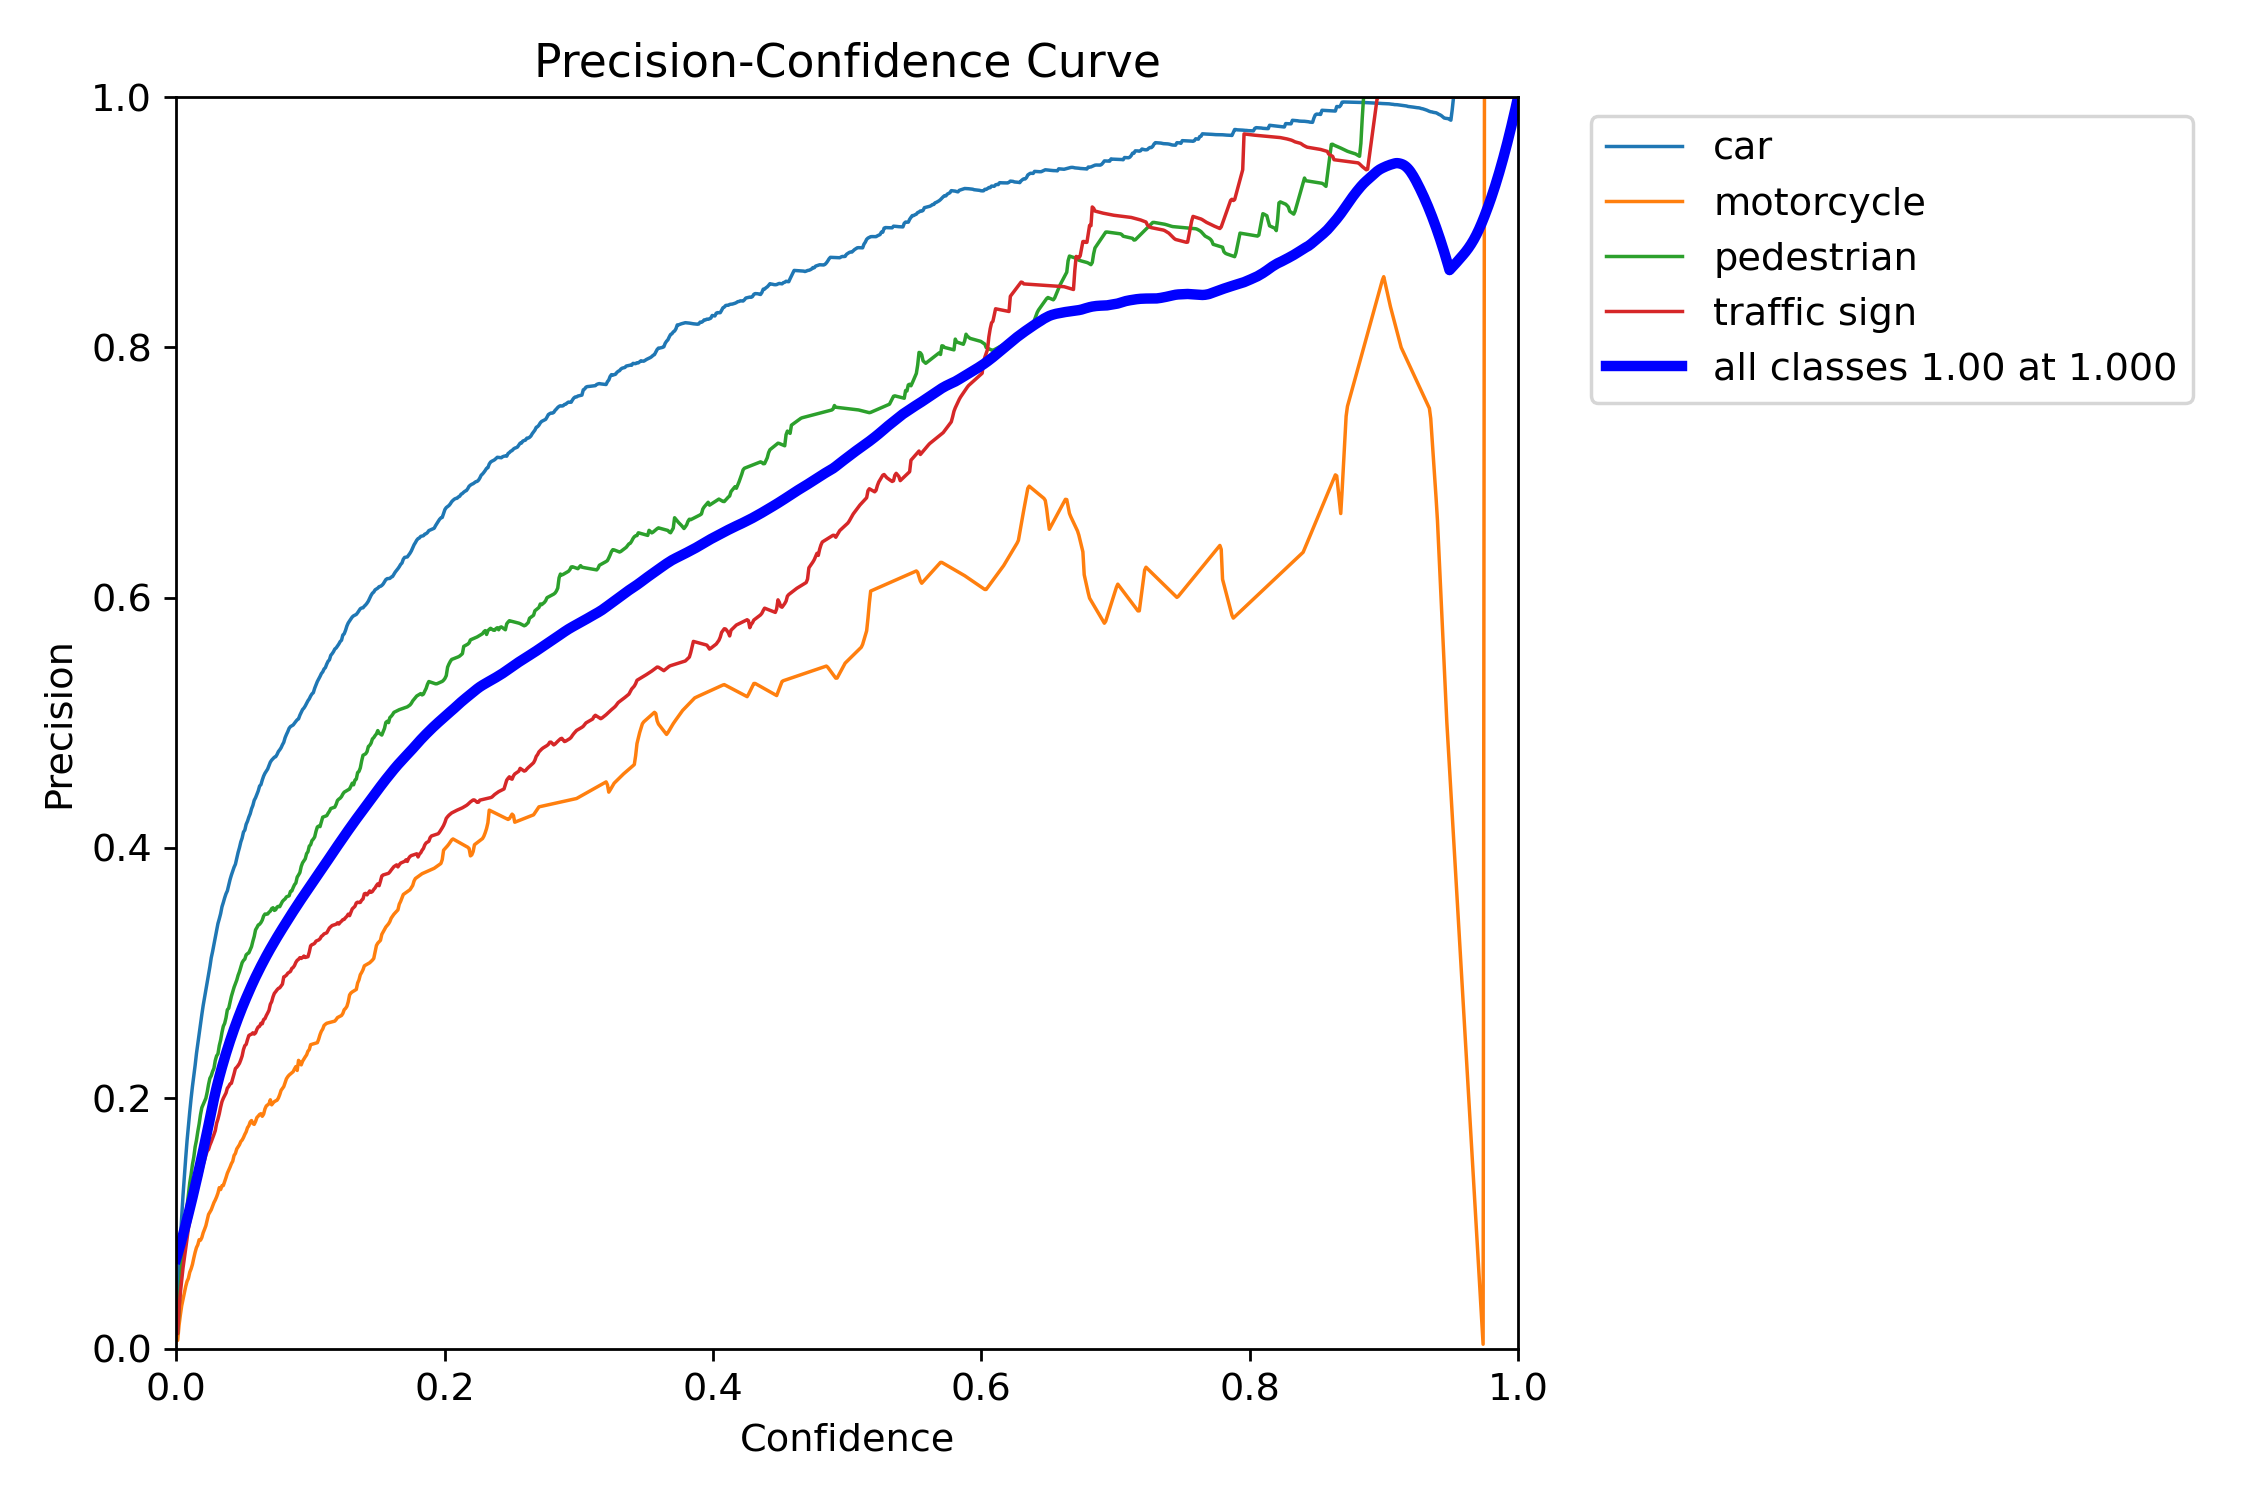 Precision-Confidence Curve
1.0
0.8
0.6
0.4
0.2
0.0
Precision
0.0 0.2 0.4 0.6 0.8 1.0
Confidence
car
motorcycle
pedestrian
traffic sign
all classes 1.00 at 1.000